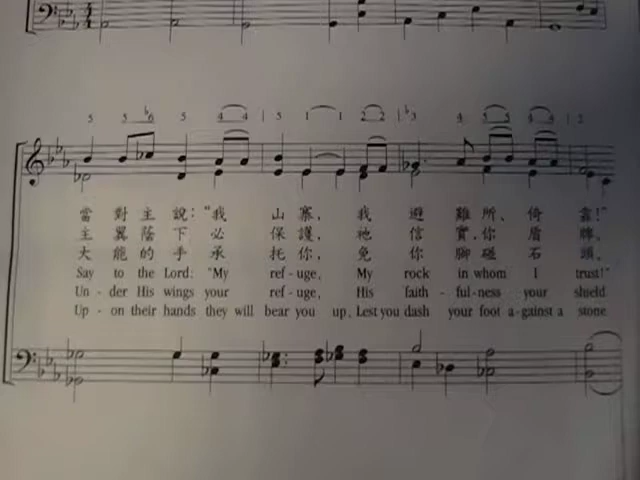 5 5 ♭6 5 4 4 | 5 1 1 2 2 | ♭3 4 5 5 4 4 | 2
當 對 主 說：“我 山 寨， 我 避 難 所、 倚 靠！”
主 翼 蔭 下 必 保 護， 祂 信 實，你 盾 牌，
大 能 的 手 承 托 你， 免 你 腳 碰 石 頭，
Say to the Lord: "My ref - uge, My rock in whom I trust!"
Un - der His wings your ref - uge, His faith - ful - ness your shield
Up - on their hands they will bear you up, Lest you dash your foot a-gainst a stone